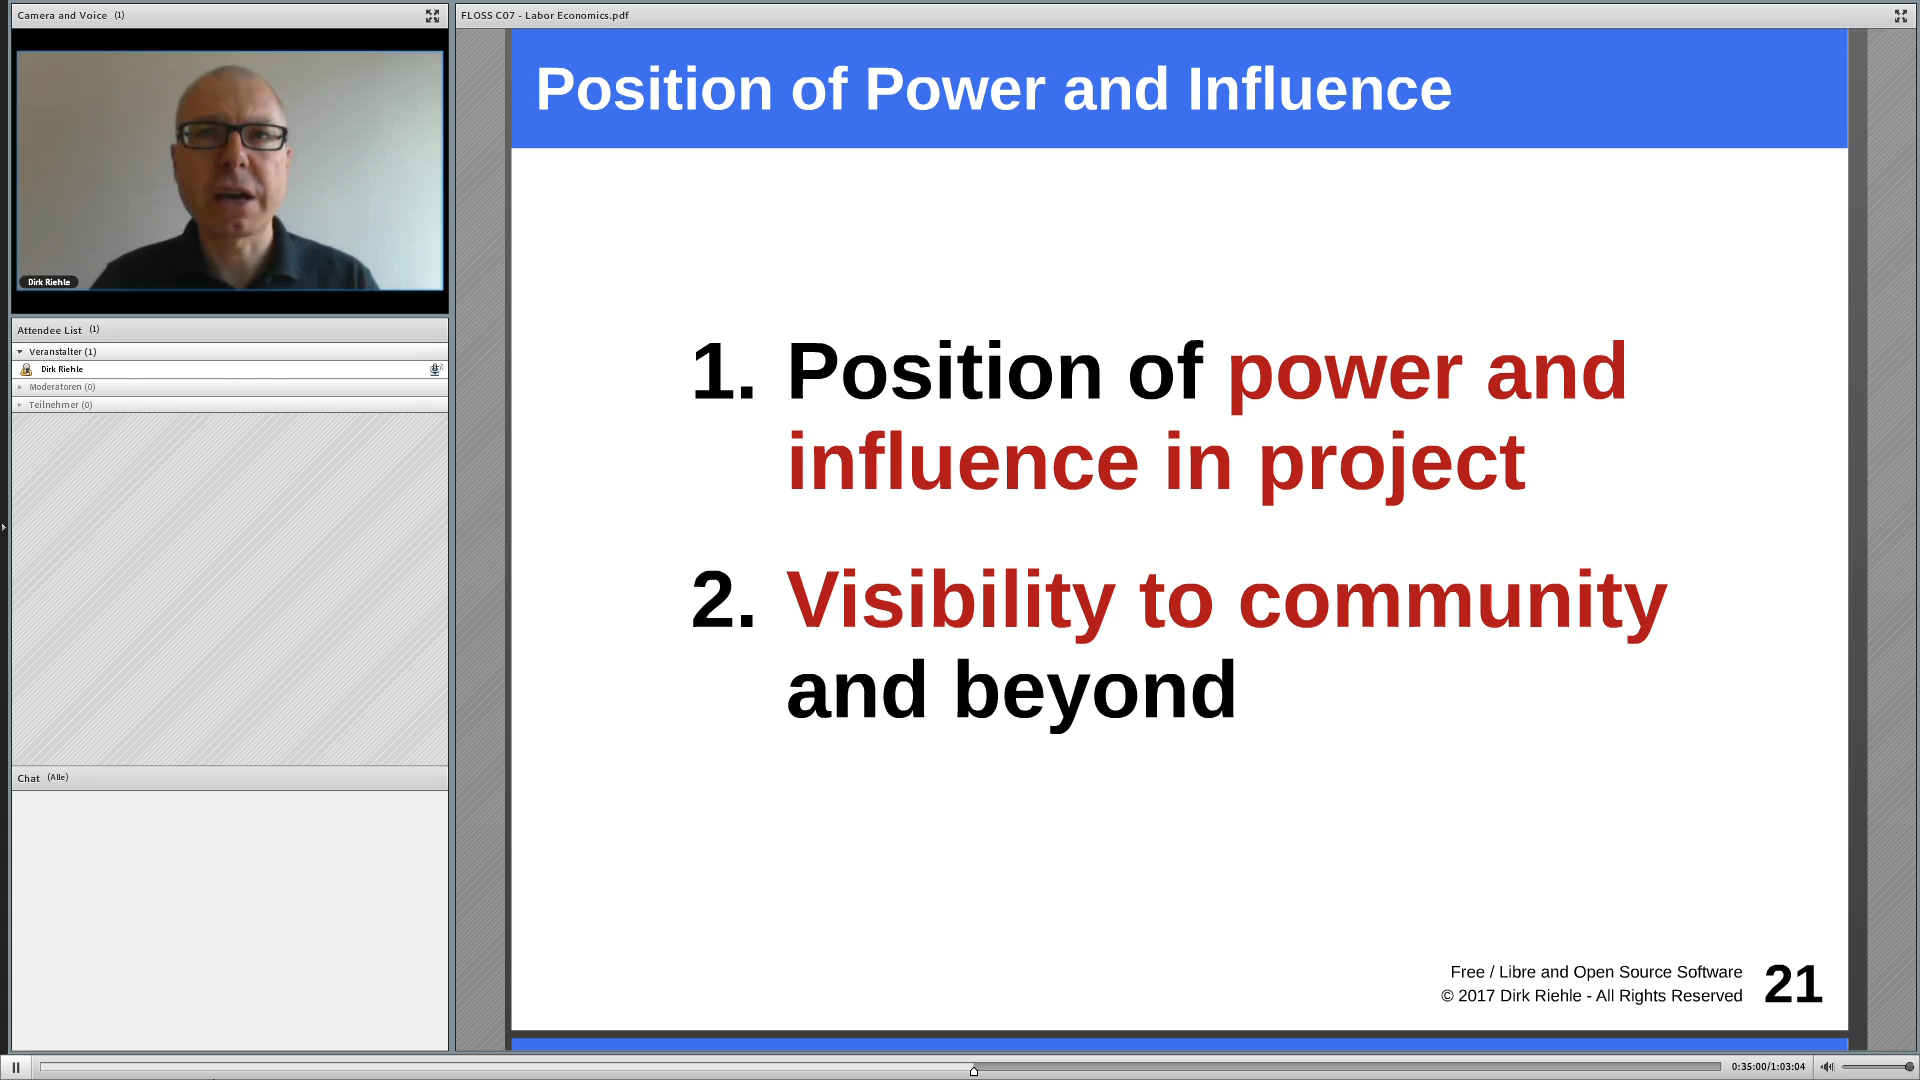 Camera and Voice (1)
Dirk Riehle
Attendee List (1)
Veranstalter (1)
Dirk Riehle
Moderatoren (0)
Teilnehmer (0)
Chat (Alle)
FLOSS C07 - Labor Economics.pdf
Position of Power and Influence
1. Position of power and
influence in project
2. Visibility to community
and beyond
Free / Libre and Open Source Software
© 2017 Dirk Riehle - All Rights Reserved
21
0:35:00/1:03:04